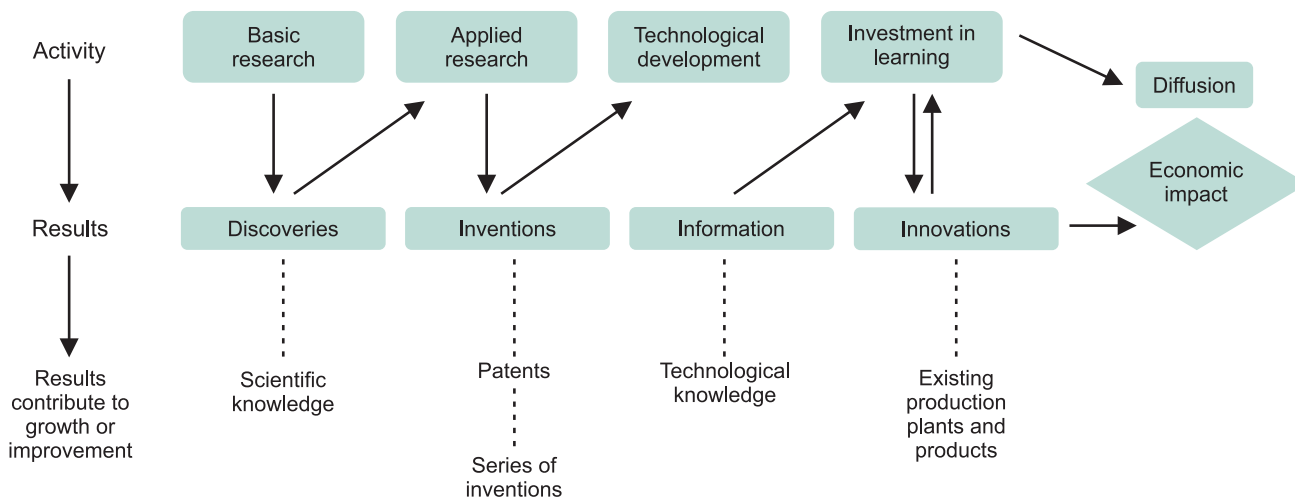 Activity
Basic
research
Applied
research
Technological
development
Investment in
learning
Diffusion
Economic
impact
Results
Discoveries
Inventions
Information
Innovations
Results
contribute to
growth or
improvement
Scientific
knowledge
Patents
Series of
inventions
Technological
knowledge
Existing
production
plants and
products